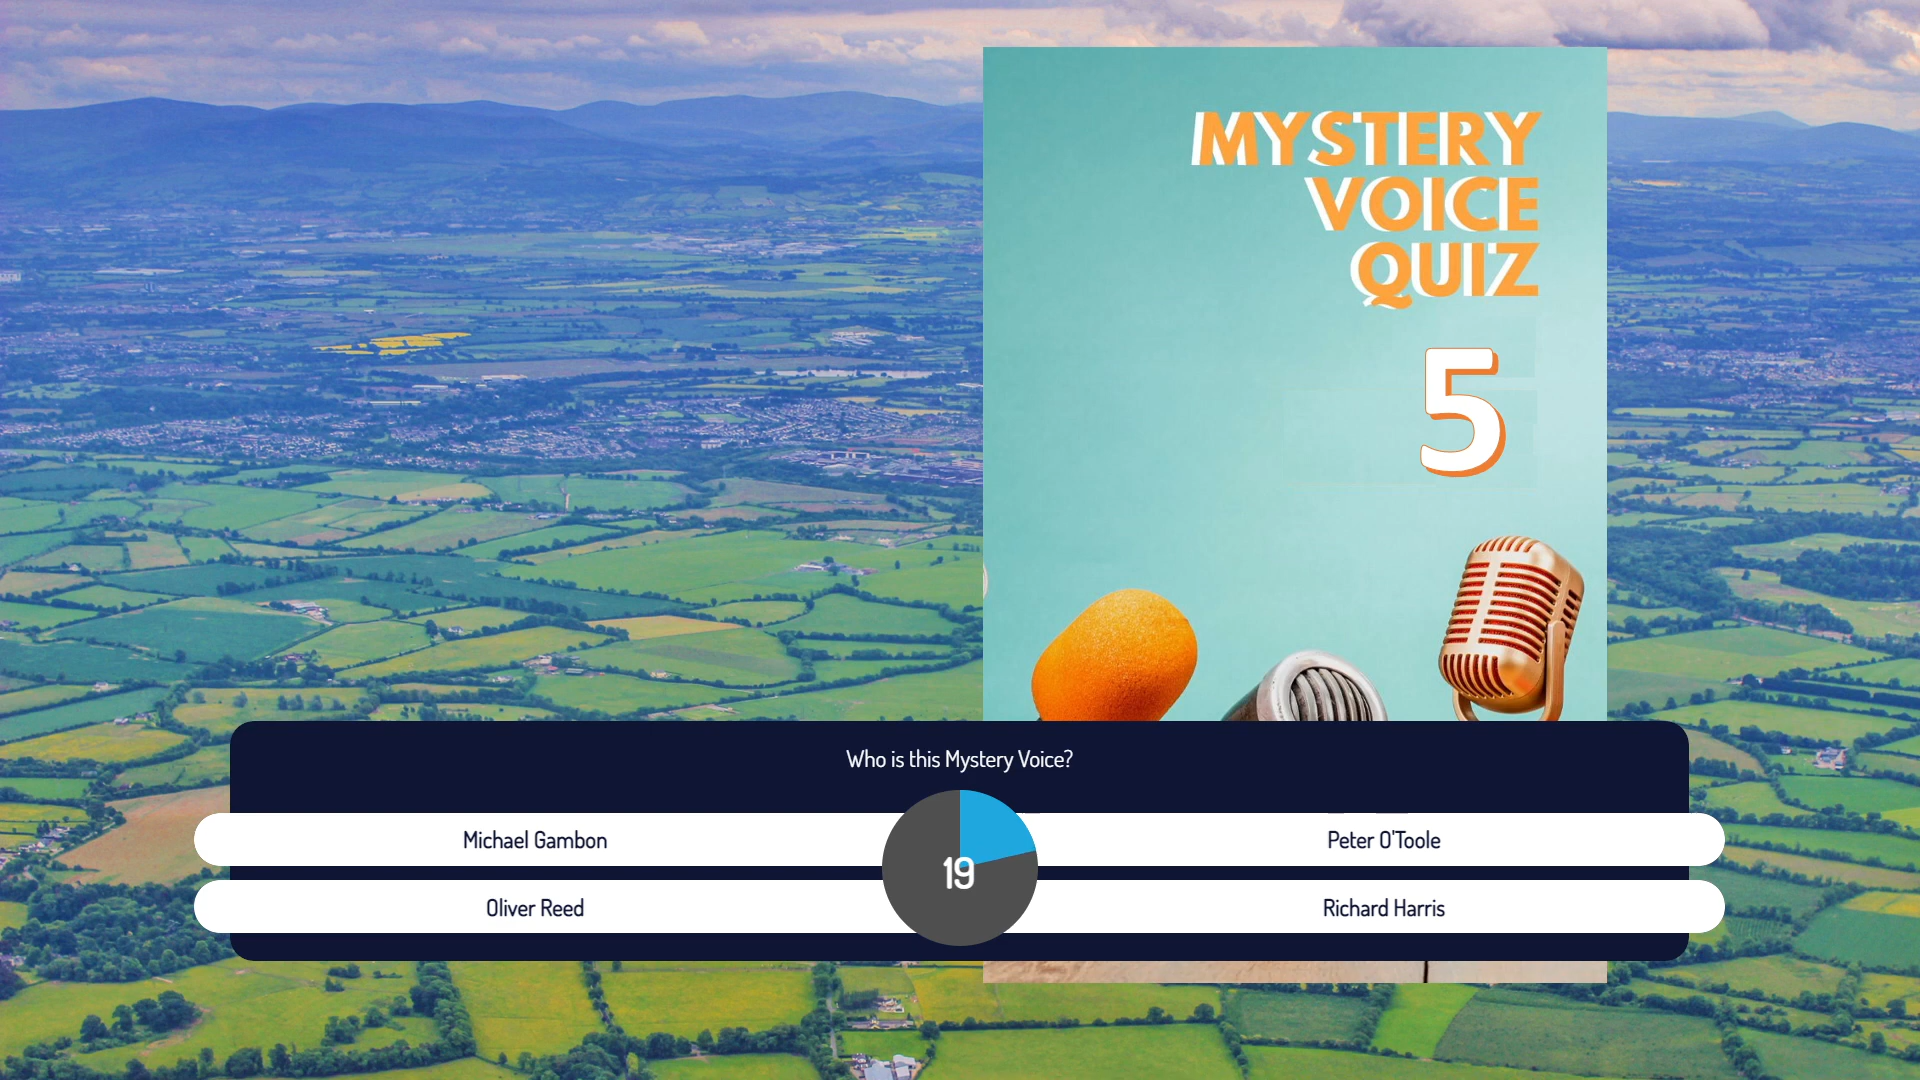 MYSTERY
VOICE
QUIZ
5
Who is this Mystery Voice?
Michael Gambon
Peter O'Toole
19
Oliver Reed
Richard Harris